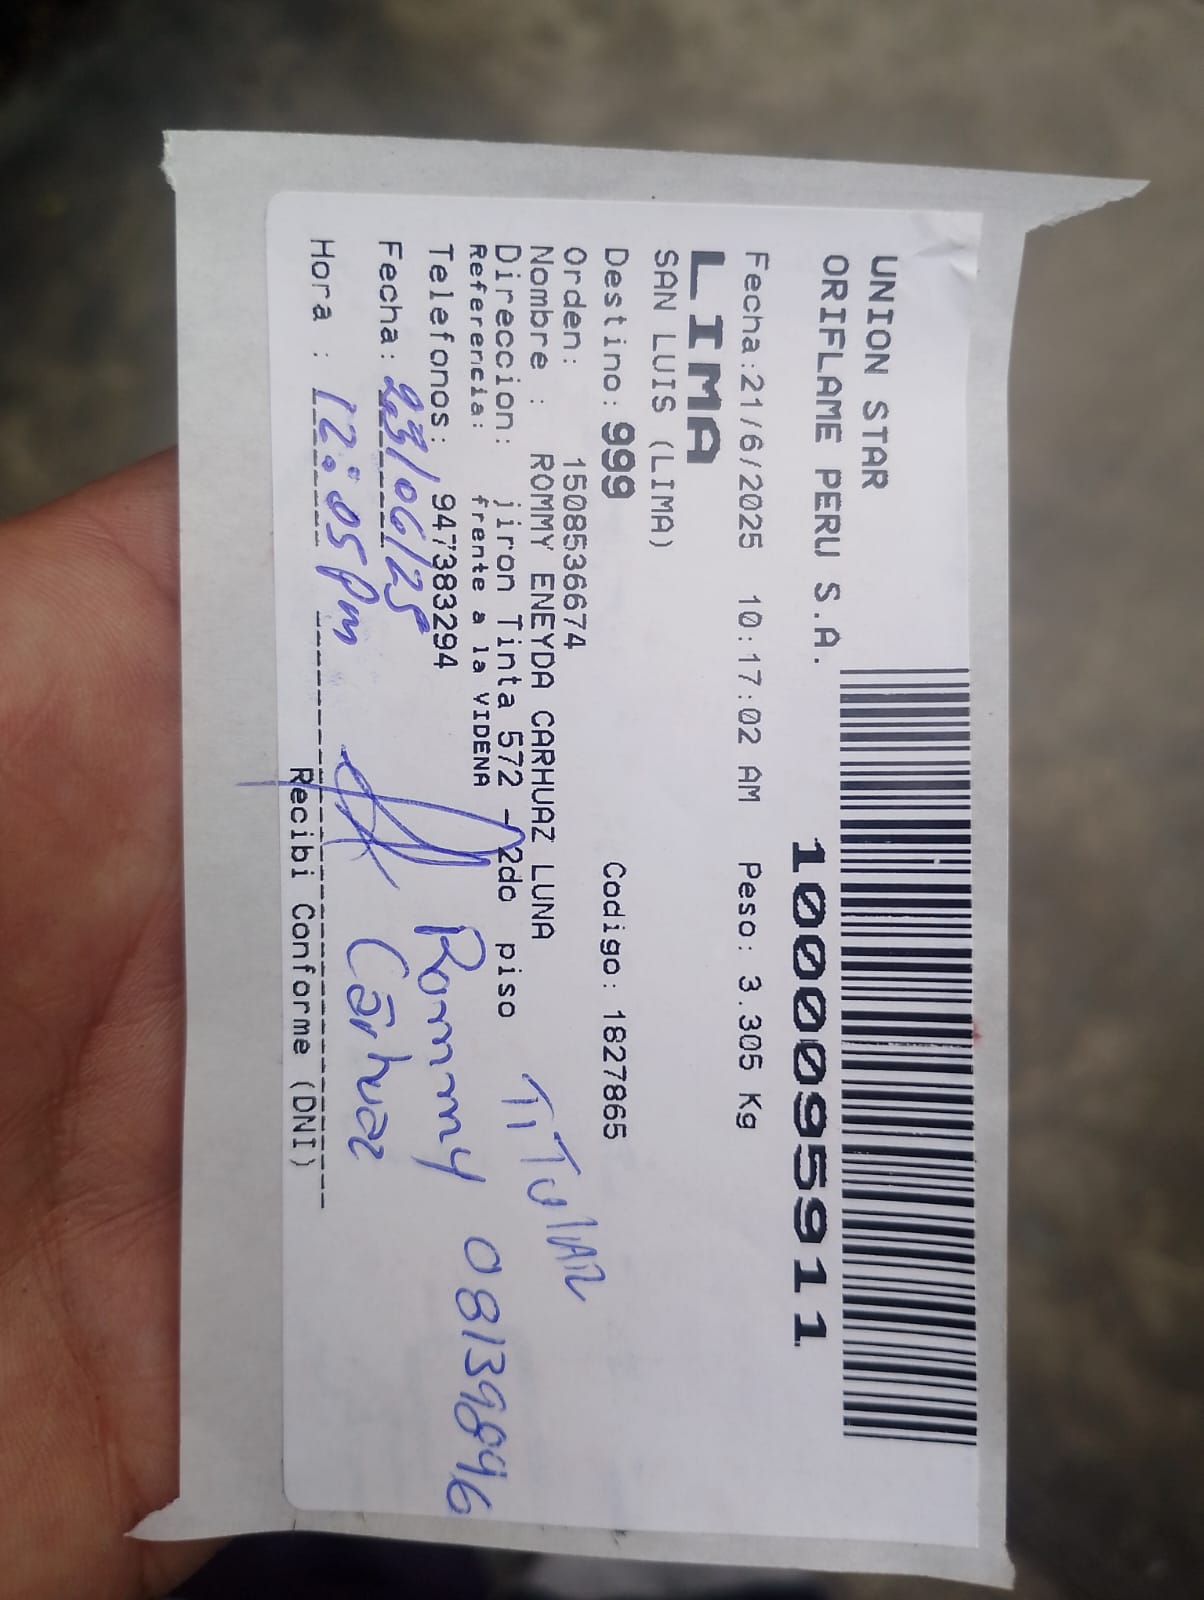 UNION STAR
ORIFLAME PERU S.A.
1000095911
Fecha:21/6/2025 10:17:02 AM Peso: 3.305 Kg
LIMA
SAN LUIS (LIMA)
Destino: 999 Codigo: 1827865
Orden: 150853667​4
Nombre : ROMMY ENEYDA CARHUAZ LUNA
Direccion: jiron Tinta 572 - 2do piso
Referencia: frente a la VIDENA
Telefonos: 947383294
TITUlAR
Fecha: 23/06/25
Rommy 08139896
Hora : 12:05 Pm
Carhuaz
Recibi Conforme (DNI)